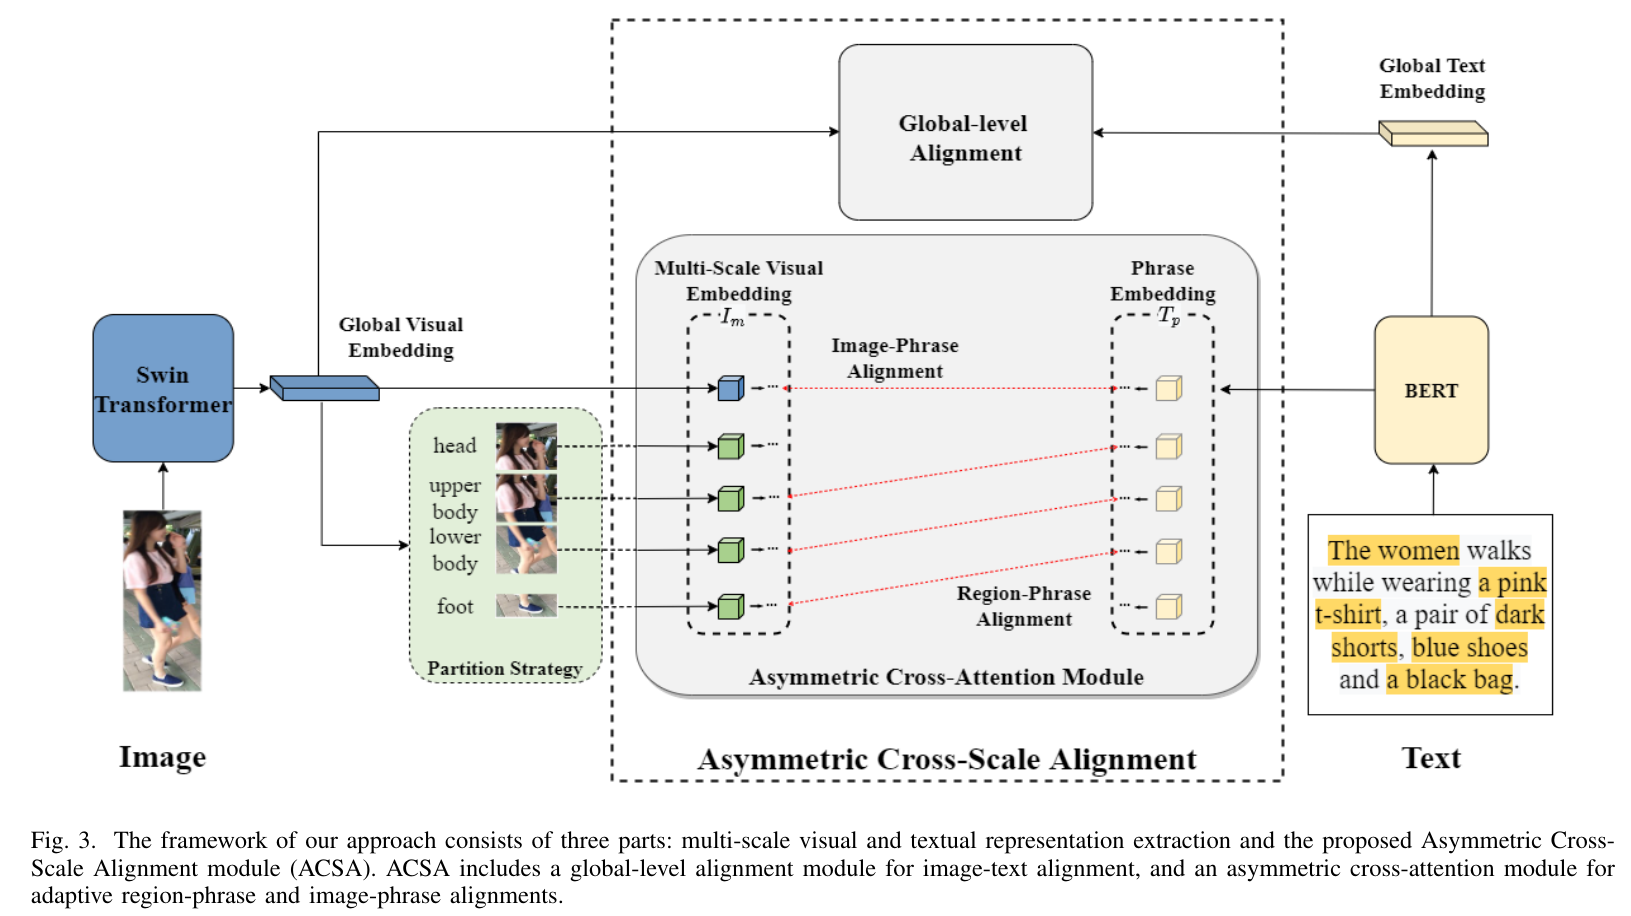 Global-level
Alignment
Global Text
Embedding
Multi-Scale Visual
Embedding
I_m
Phrase
Embedding
T_p
Swin
Transformer
Global Visual
Embedding
Image-Phrase
Alignment
BERT
head
upper
body
lower
body
foot
Partition Strategy
Region-Phrase
Alignment
Asymmetric Cross-Attention Module
The women walks
while wearing a pink
t-shirt, a pair of dark
shorts, blue shoes
and a black bag.
Image
Asymmetric Cross-Scale Alignment
Text
Fig. 3. The framework of our approach consists of three parts: multi-scale visual and textual representation extraction and the proposed Asymmetric Cross-
Scale Alignment module (ACSA). ACSA includes a global-level alignment module for image-text alignment, and an asymmetric cross-attention module for
adaptive region-phrase and image-phrase alignments.